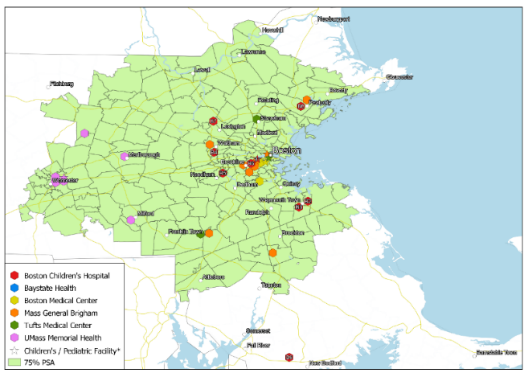 Newburyport
Haverhill
Lawrence
Lowell
Gloucester
Fitchburg
Beverly
Reading
Peabody
Stoneham
Lexington
Medford
Waltham
Boston
Marlborough
Brookline
Needham
Worcester
Dedham
Quincy
Weymouth Town
Milford
Randolph
Franklin Town
Brockton
Attleboro
Taunton
Somerset
Fall River
New Bedford
Barnstable Town
Boston Children's Hospital
Baystate Health
Boston Medical Center
Mass General Brigham
Tufts Medical Center
UMass Memorial Health
Children's / Pediatric Facility*
75% PSA